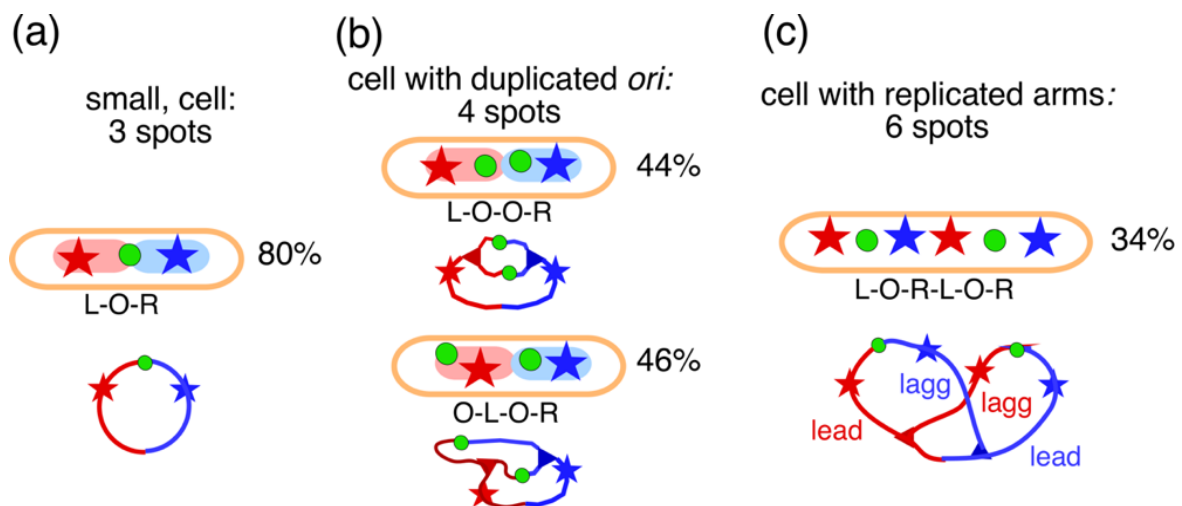 (a)
small, cell:
3 spots
80%
L-O-R
(b)
cell with duplicated ori:
4 spots
44%
L-O-O-R
46%
O-L-O-R
(c)
cell with replicated arms:
6 spots
34%
L-O-R-L-O-R
lagg
lagg
lead
lead